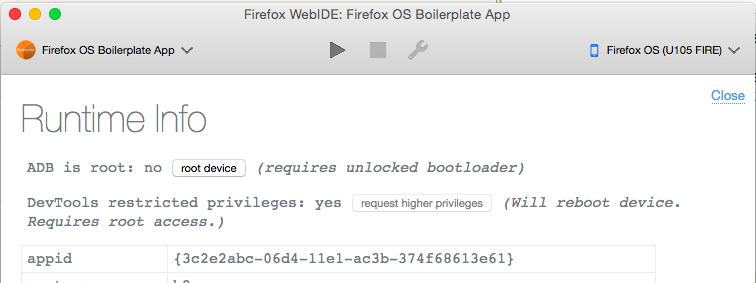 Firefox WebIDE: Firefox OS Boilerplate App
Firefox OS Boilerplate App
Firefox OS (U105 FIRE)
Close
Runtime Info
ADB is root: no root device (requires unlocked bootloader)
DevTools restricted privileges: yes request higher privileges (Will reboot device.
Requires root access.)
appid {3c2e2abc-06d4-11e1-ac3b-374f68613e61}